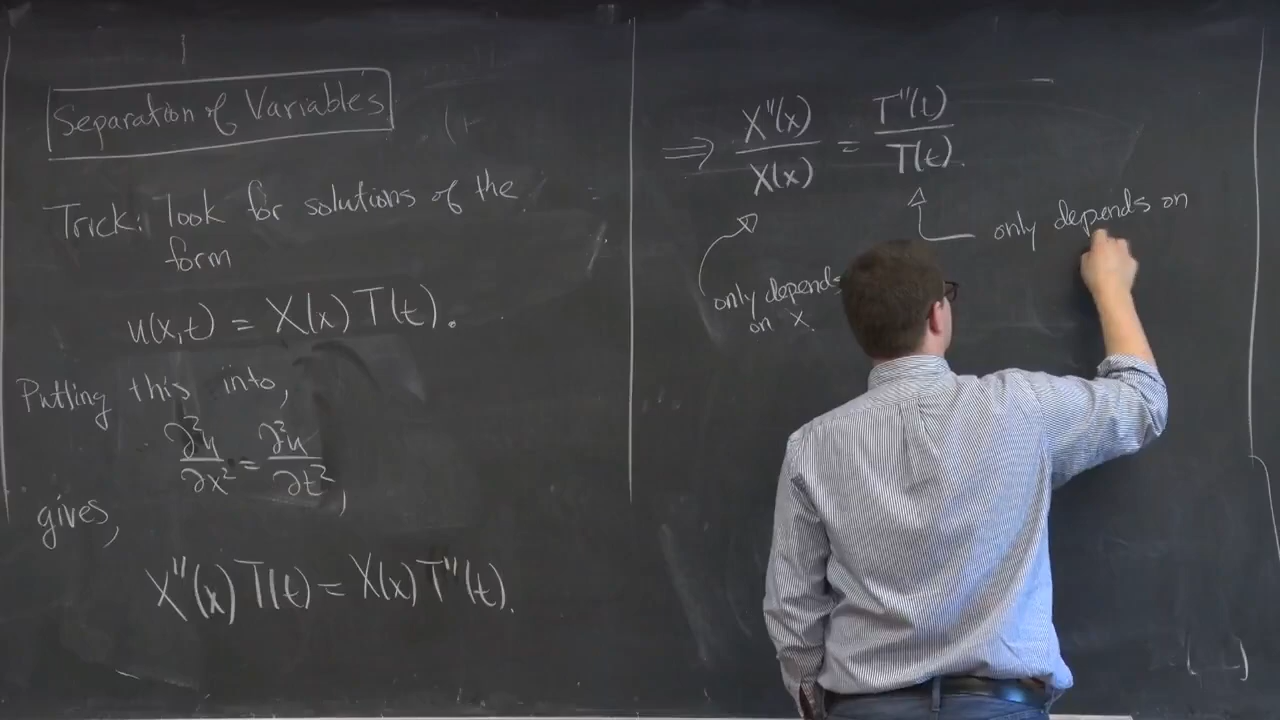 Separation of Variables
Trick: look for solutions of the
form
u(x,t) = X(x) T(t).
Putting this into,
∂²u/∂x² = ∂²u/∂t²,
gives,
X''(x) T(t) = X(x) T''(t).
⟹ X''(x)/X(x) = T''(t)/T(t).
only depends on
only depends
on x.